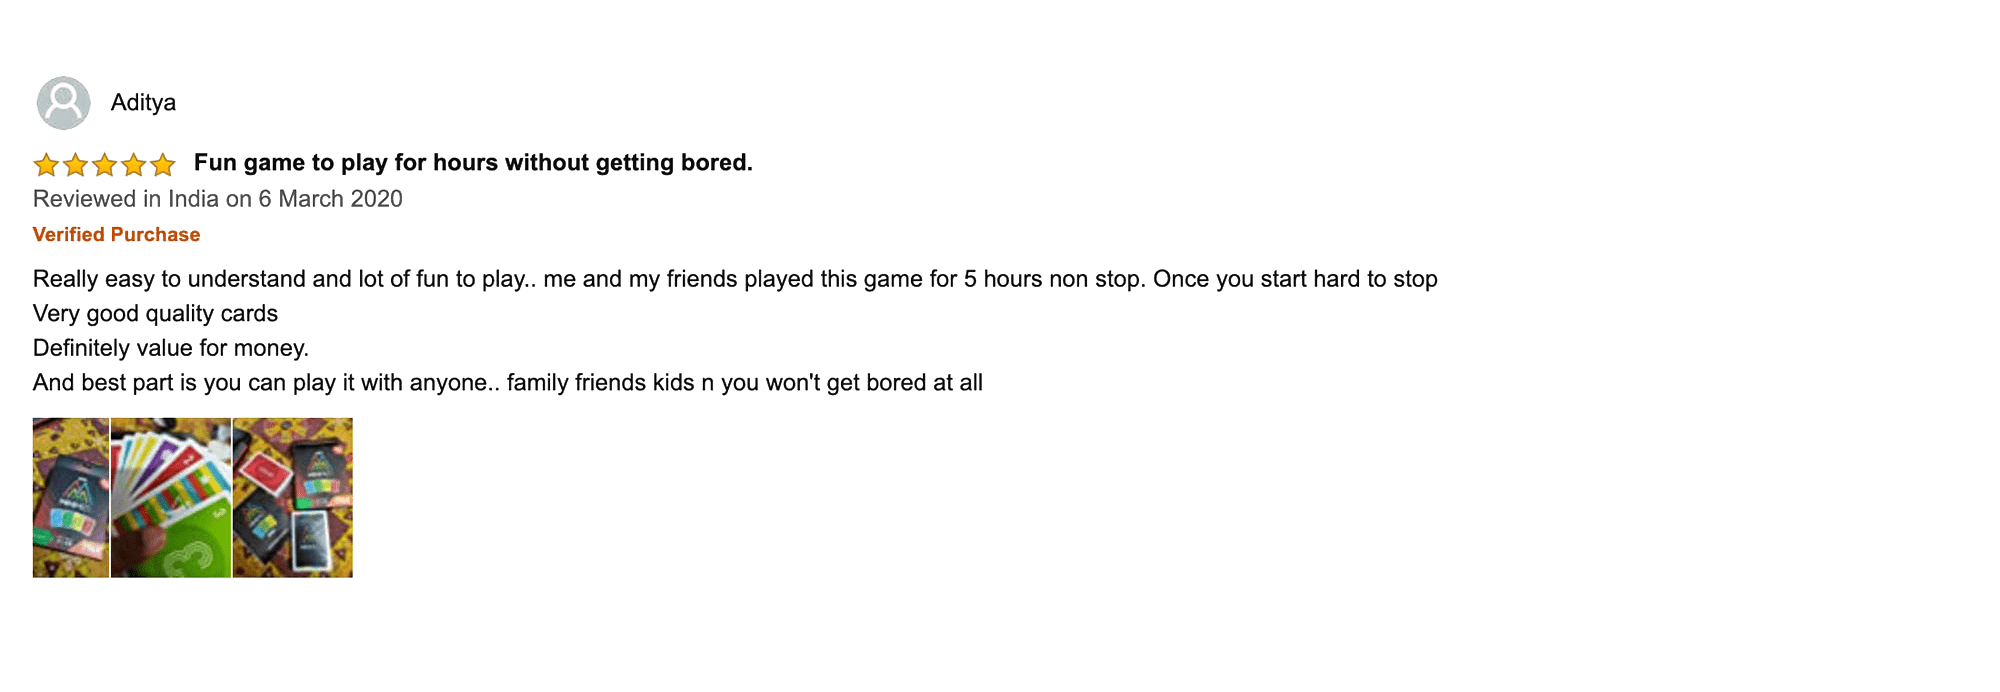 Aditya
Fun game to play for hours without getting bored.
Reviewed in India on 6 March 2020
Verified Purchase
Really easy to understand and lot of fun to play.. me and my friends played this game for 5 hours non stop. Once you start hard to stop
Very good quality cards
Definitely value for money.
And best part is you can play it with anyone.. family friends kids n you won't get bored at all
3